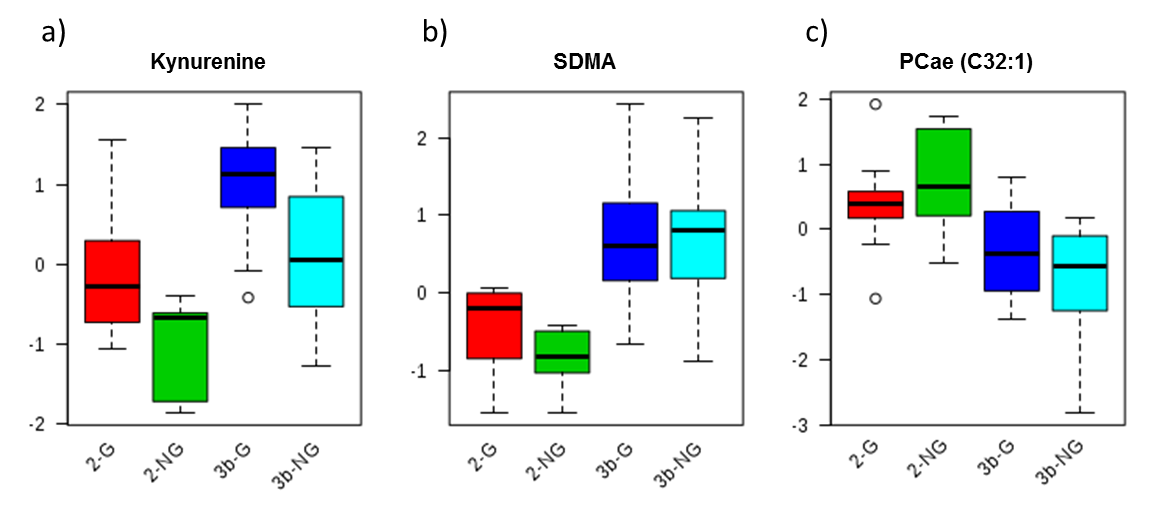 a)
Kynurenine
2
1
0
-1
-2
2-G
2-NG
3b-G
3b-NG
b)
SDMA
2
1
0
-1
2-G
2-NG
3b-G
3b-NG
c)
PCae (C32:1)
2
1
0
-1
-2
-3
2-G
2-NG
3b-G
3b-NG